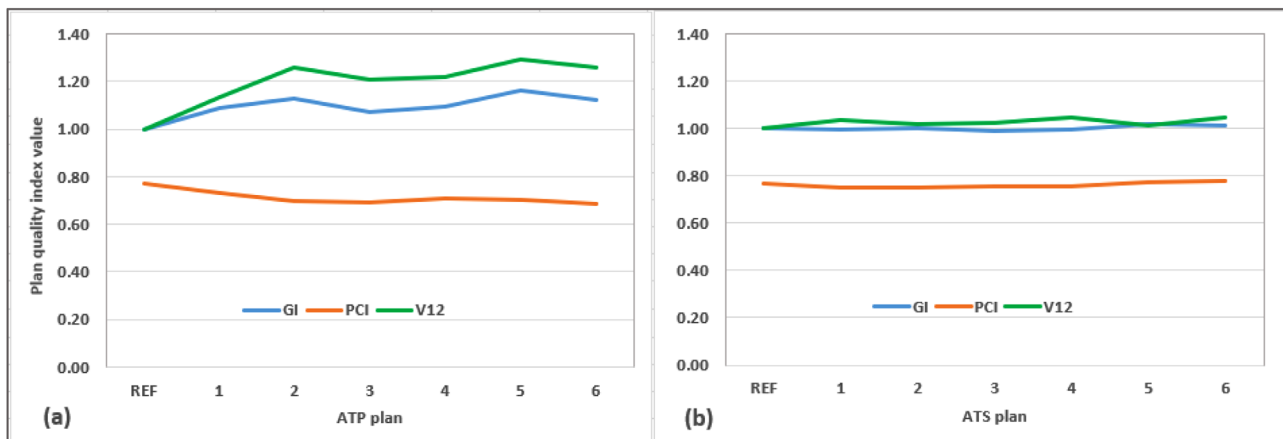 Plan quality index value
1.40
1.20
1.00
0.80
0.60
0.40
0.20
0.00
GI PCI V12
REF 1 2 3 4 5 6
(a) ATP plan
1.40
1.20
1.00
0.80
0.60
0.40
0.20
0.00
GI PCI V12
REF 1 2 3 4 5 6
(b) ATS plan